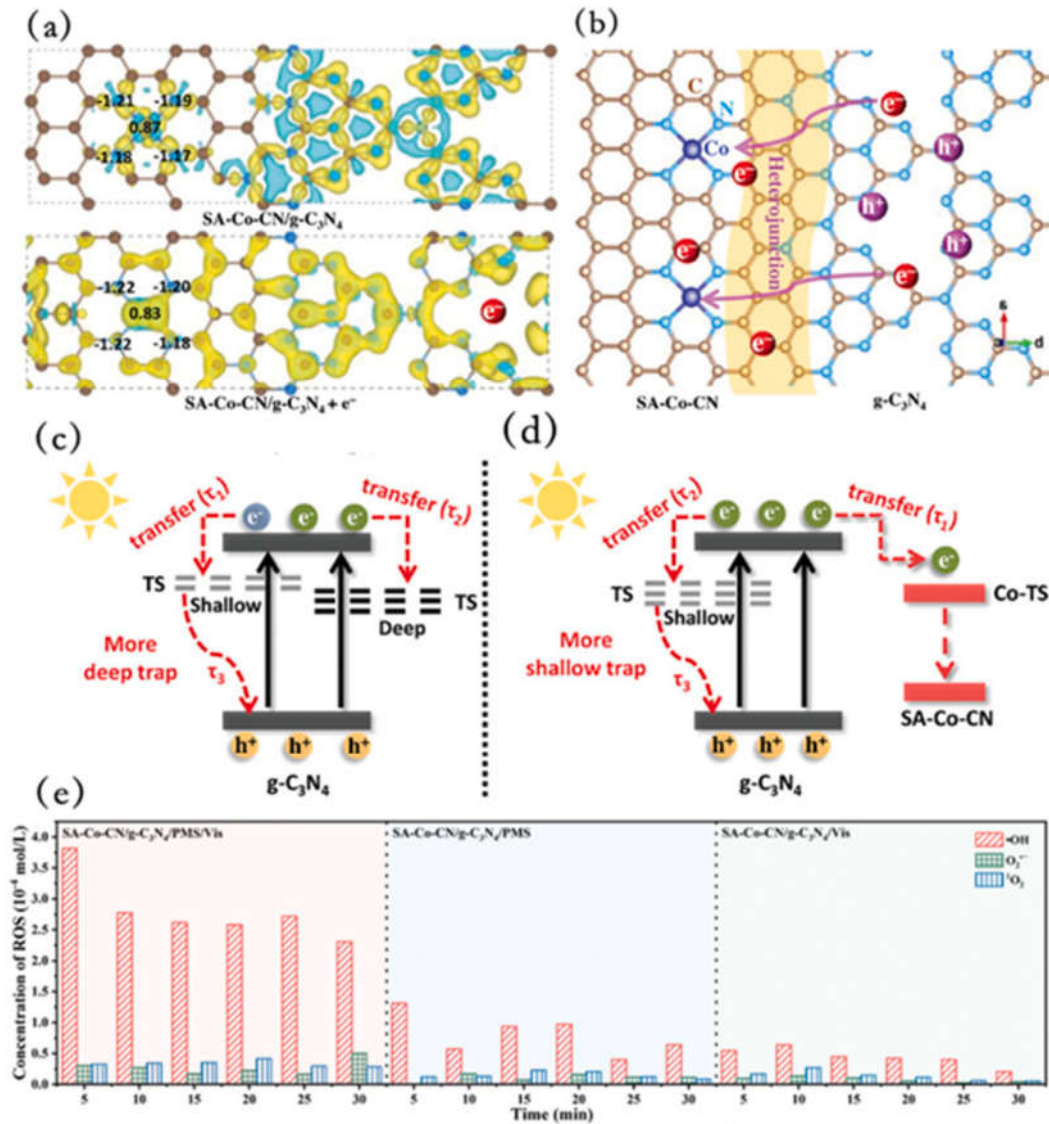 (a)
-1.21 -1.19
0.87
-1.18 -1.17
SA-Co-CN/g-C₃N₄
-1.22 -1.20
0.83
-1.22 -1.18
e⁻
SA-Co-CN/g-C₃N₄ + e⁻
(b)
C
N
Co
e⁻
e⁻
e⁻
e⁻
e⁻
h⁺
h⁺
h⁺
Heterojunction
a
b
SA-Co-CN g-C₃N₄
(c)
transfer (τ₁) transfer (τ₂)
e⁻ e⁻ e⁻
TS TS
Shallow Deep
More
deep trap
τ₃
h⁺ h⁺ h⁺
g-C₃N₄
(d)
transfer (τ₂) transfer (τ₁)
e⁻ e⁻ e⁻
e⁻
TS Co-TS
Shallow
More
shallow trap
τ₃
SA-Co-CN
h⁺ h⁺ h⁺
g-C₃N₄
(e)
SA-Co-CN/g-C₃N₄/PMS/Vis SA-Co-CN/g-C₃N₄/PMS SA-Co-CN/g-C₃N₄/Vis
•OH
O₂•⁻
¹O₂
Concentration of ROS (10⁻⁴ mol/L)
4.0
3.5
3.0
2.5
2.0
1.5
1.0
0.5
0.0
5 10 15 20 25 30 5 10 15 20 25 30 5 10 15 20 25 30
Time (min)